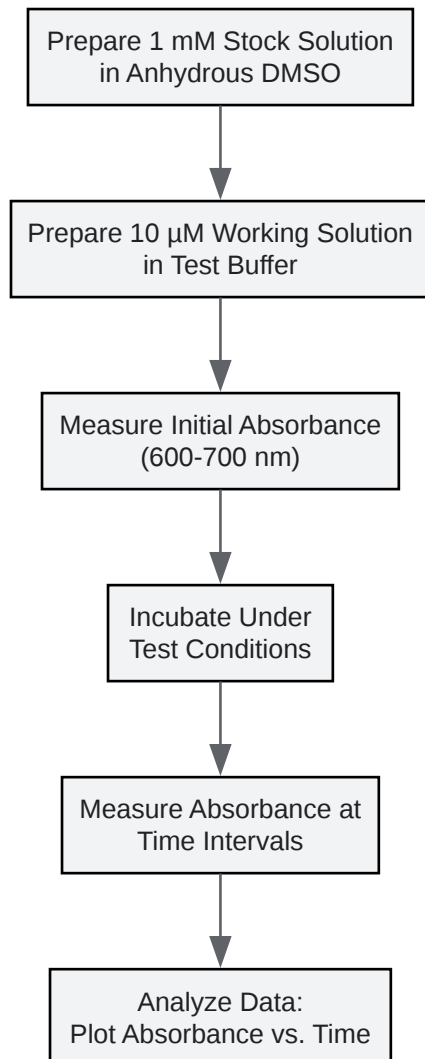 Prepare 1 mM Stock Solution
in Anhydrous DMSO
Prepare 10 µM Working Solution
in Test Buffer
Measure Initial Absorbance
(600-700 nm)
Incubate Under
Test Conditions
Measure Absorbance at
Time Intervals
Analyze Data:
Plot Absorbance vs. Time